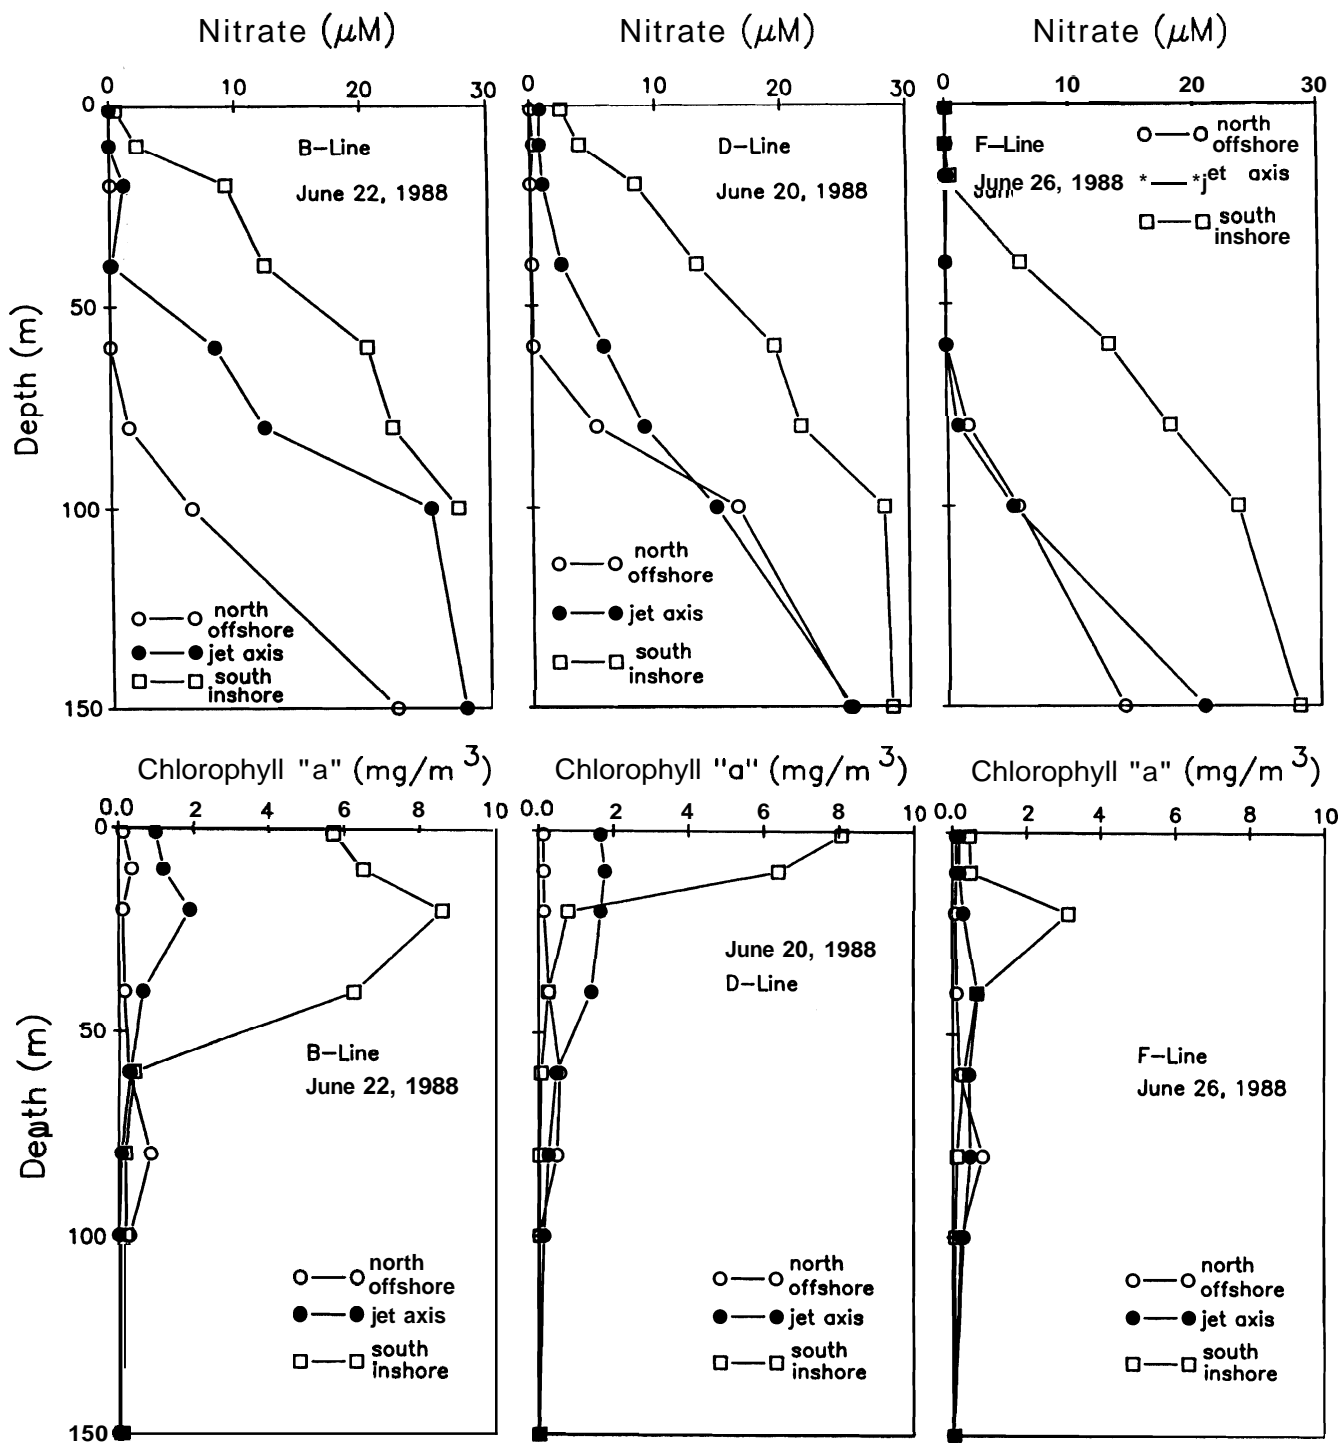 Nitrate (μM)
Nitrate (μM)
Nitrate (μM)
0 10 20 30
0 10 20 30
0 10 20 30
0
50
100
150
Depth (m)
B-Line
June 22, 1988
north
offshore
jet axis
south
inshore
D-Line
June 20, 1988
north
offshore
jet axis
south
inshore
F-Line
June 26, 1988
north
offshore
*—*jet axis
south
inshore
Chlorophyll "a" (mg/m³)
Chlorophyll "a" (mg/m³)
Chlorophyll "a" (mg/m³)
0.0 2 4 6 8 10
0.0 2 4 6 8 10
0.0 2 4 6 8 10
0
50
100
150
Depth (m)
B-Line
June 22, 1988
north
offshore
jet axis
south
inshore
June 20, 1988
D-Line
north
offshore
jet axis
south
inshore
F-Line
June 26, 1988
north
offshore
jet axis
south
inshore